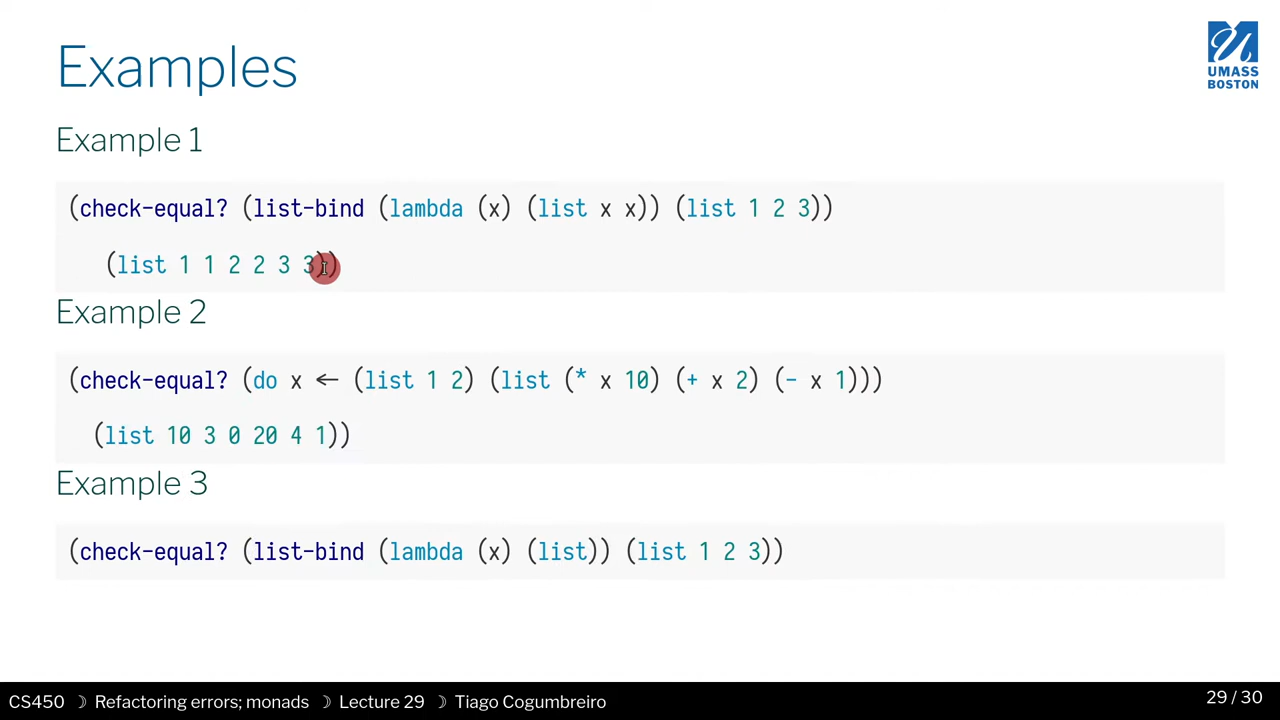 Examples
UMASS
BOSTON
Example 1
(check-equal? (list-bind (lambda (x) (list x x)) (list 1 2 3))
(list 1 1 2 2 3 3))
Example 2
(check-equal? (do x ← (list 1 2) (list (* x 10) (+ x 2) (- x 1)))
(list 10 3 0 20 4 1))
Example 3
(check-equal? (list-bind (lambda (x) (list)) (list 1 2 3))
CS450 ☽ Refactoring errors; monads ☽ Lecture 29 ☽ Tiago Cogumbreiro
29 / 30